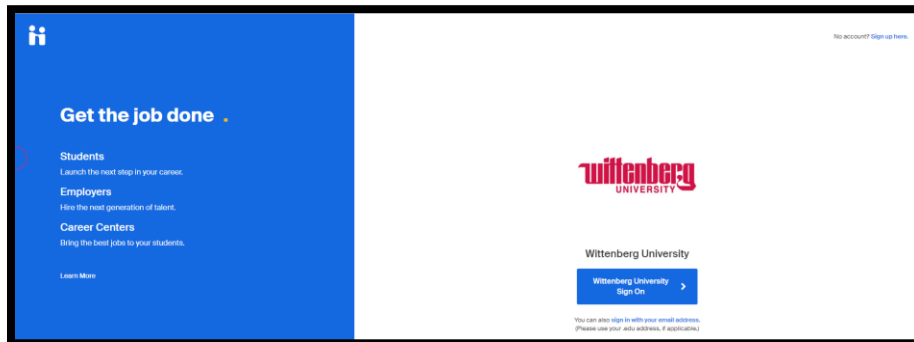 Get the job done .
Students
Launch the next step in your career.
Employers
Hire the next generation of talent.
Career Centers
Bring the best jobs to your students.
Learn More
No account? Sign up here.
wittenberg
UNIVERSITY
Wittenberg University
Wittenberg University
Sign On
You can also sign in with your email address.
(Please use your .edu address, if applicable.)